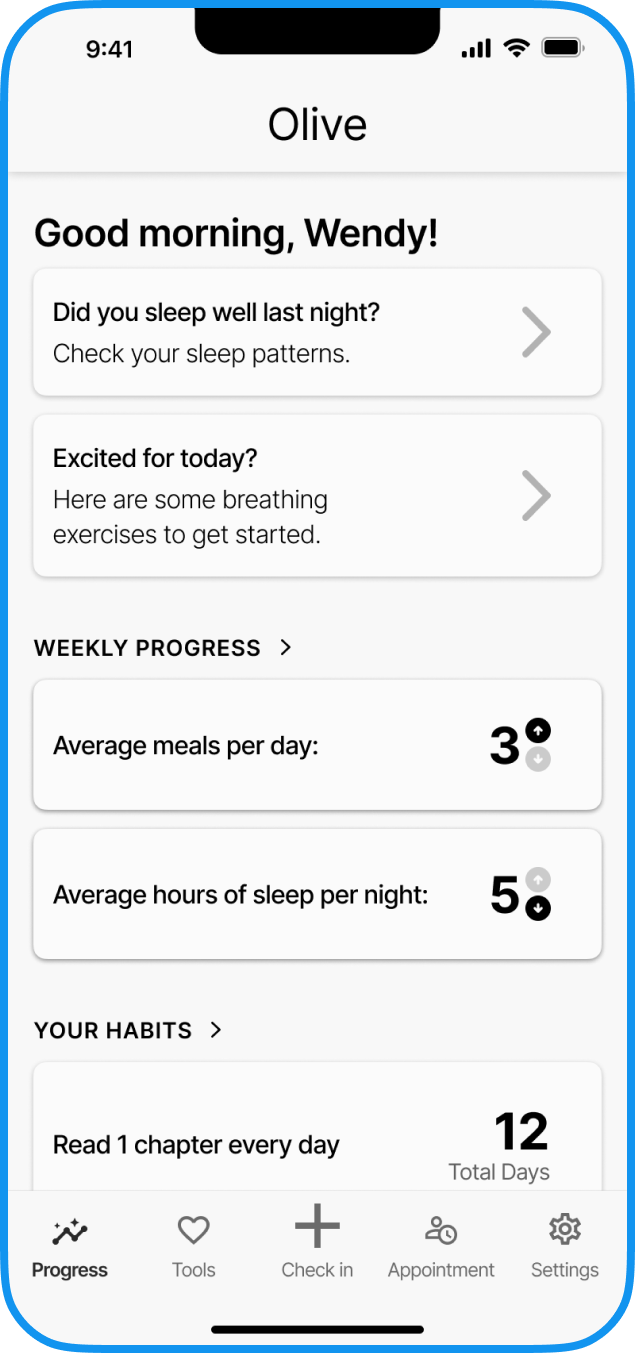 9:41
Olive
Good morning, Wendy!
Did you sleep well last night?
Check your sleep patterns.
Excited for today?
Here are some breathing
exercises to get started.
WEEKLY PROGRESS
Average meals per day:
3
Average hours of sleep per night:
5
YOUR HABITS
Read 1 chapter every day
12
Total Days
Progress
Tools
Check in
Appointment
Settings